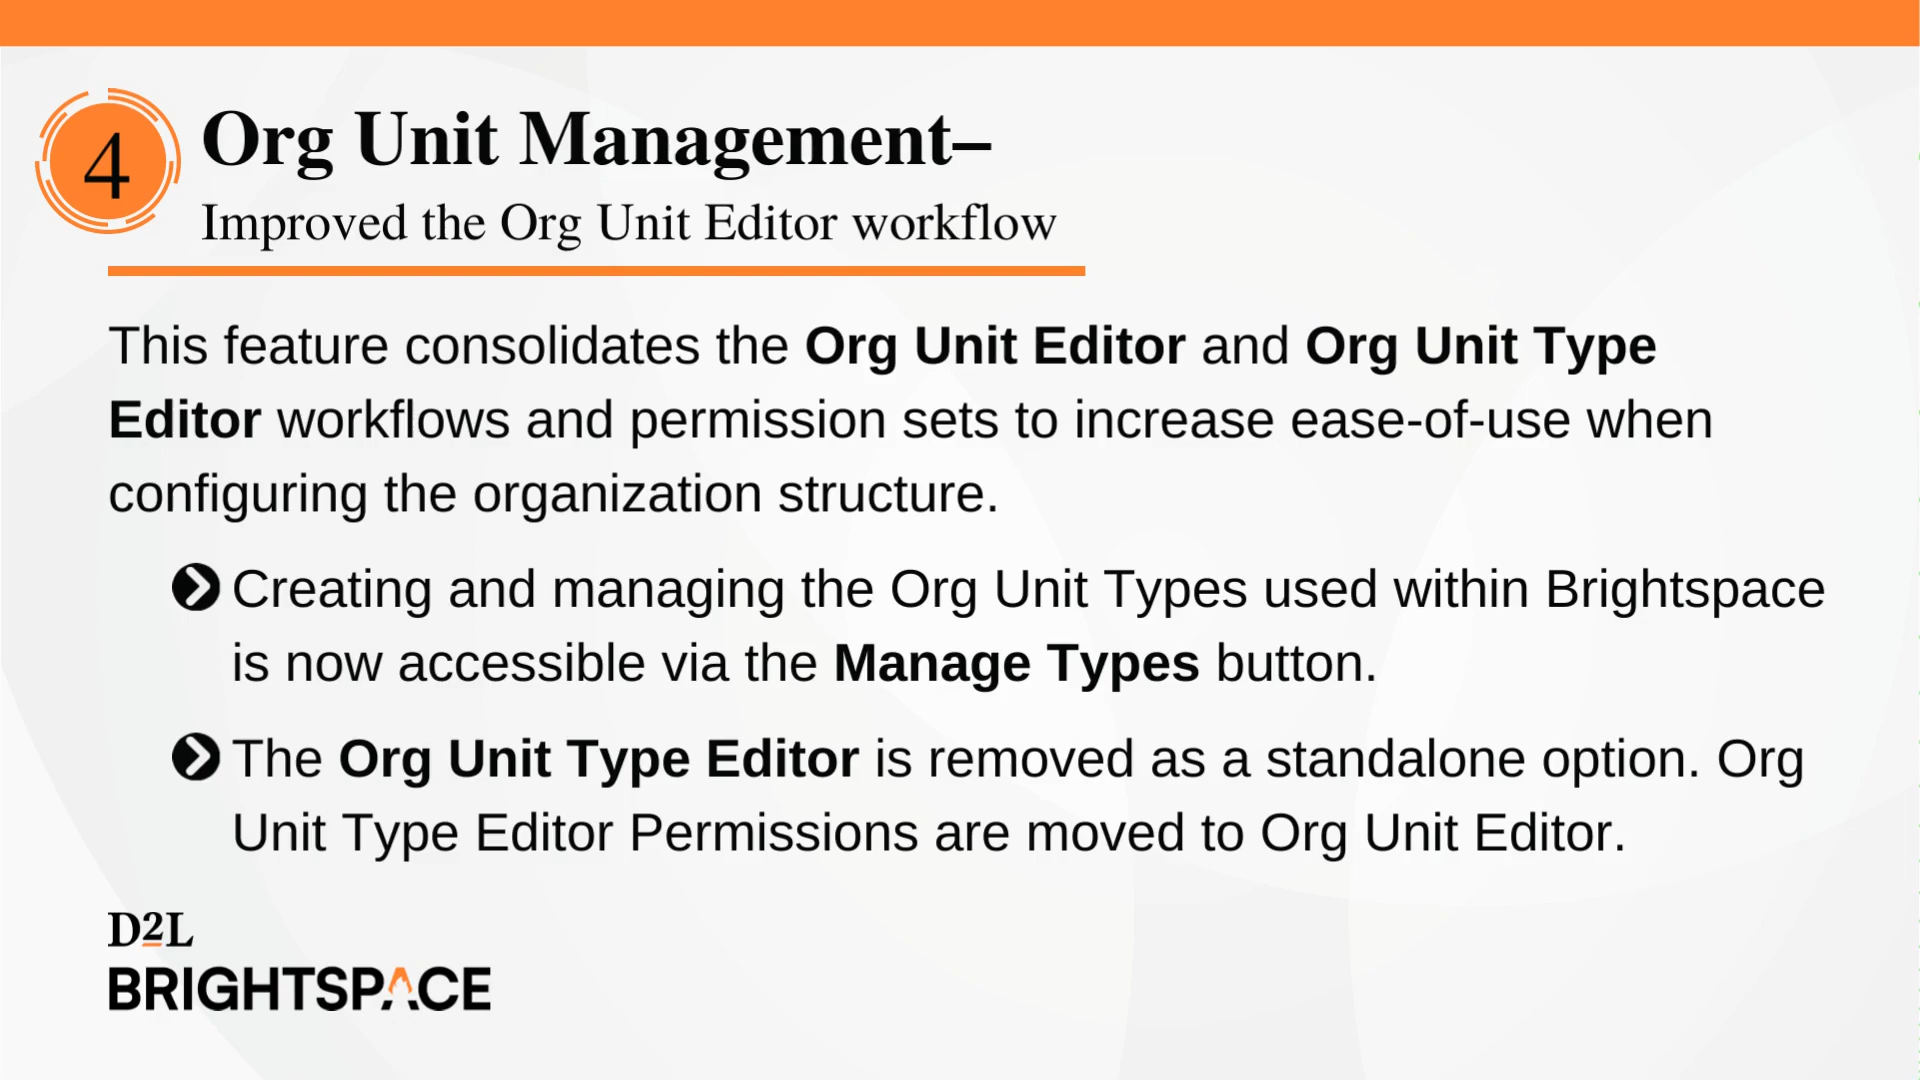 4
Org Unit Management–
Improved the Org Unit Editor workflow
This feature consolidates the Org Unit Editor and Org Unit Type
Editor workflows and permission sets to increase ease-of-use when
configuring the organization structure.
Creating and managing the Org Unit Types used within Brightspace
is now accessible via the Manage Types button.
The Org Unit Type Editor is removed as a standalone option. Org
Unit Type Editor Permissions are moved to Org Unit Editor.
D2L
BRIGHTSPACE